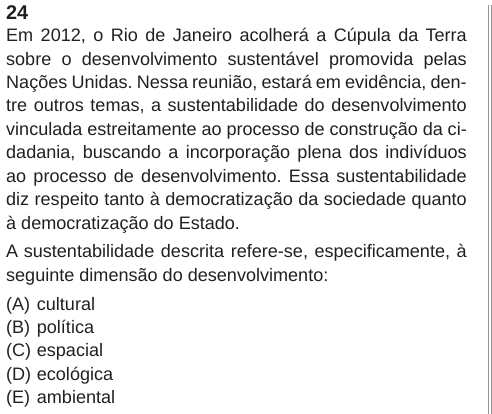 24
Em 2012, o Rio de Janeiro acolherá a Cúpula da Terra
sobre o desenvolvimento sustentável promovida pelas
Nações Unidas. Nessa reunião, estará em evidência, den-
tre outros temas, a sustentabilidade do desenvolvimento
vinculada estreitamente ao processo de construção da ci-
dadania, buscando a incorporação plena dos indivíduos
ao processo de desenvolvimento. Essa sustentabilidade
diz respeito tanto à democratização da sociedade quanto
à democratização do Estado.
A sustentabilidade descrita refere-se, especificamente, à
seguinte dimensão do desenvolvimento:
(A) cultural
(B) política
(C) espacial
(D) ecológica
(E) ambiental